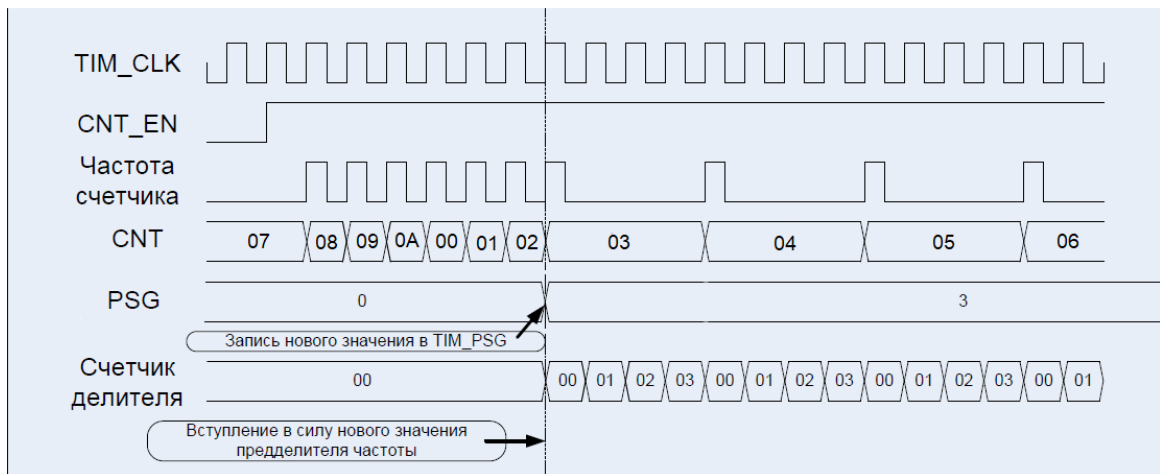 TIM_CLK
CNT_EN
Частота
счетчика
CNT 07 08 09 0A 00 01 02 03 04 05 06
PSG 0 3
Запись нового значения в TIM_PSG
Счетчик
делителя
00 00 01 02 03 00 01 02 03 00 01 02 03 00 01
Вступление в силу нового значения
предделителя частоты